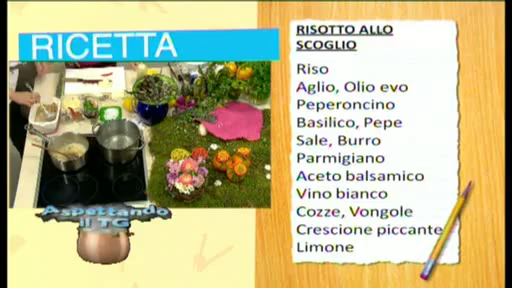 RICETTA
Aspettando
il TG
RISOTTO ALLO
SCOGLIO
Riso
Aglio, Olio evo
Peperoncino
Basilico, Pepe
Sale, Burro
Parmigiano
Aceto balsamico
Vino bianco
Cozze, Vongole
Crescione piccante
Limone